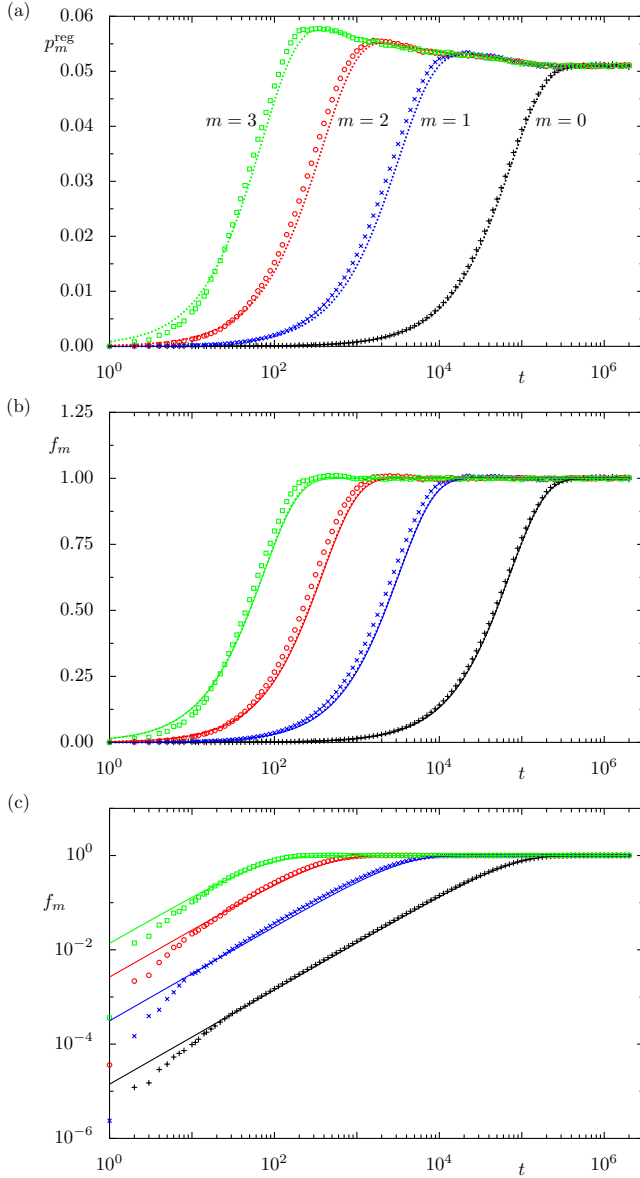 (a)
0.06
p_m^reg
0.05
0.04
m = 3
m = 2
m = 1
m = 0
0.03
0.02
0.01
0.00
10^0
10^2
10^4
t
10^6
(b)
1.25
f_m
1.00
0.75
0.50
0.25
0.00
10^0
10^2
10^4
t
10^6
(c)
10^0
f_m
10^−2
10^−4
10^−6
10^0
10^2
10^4
t
10^6